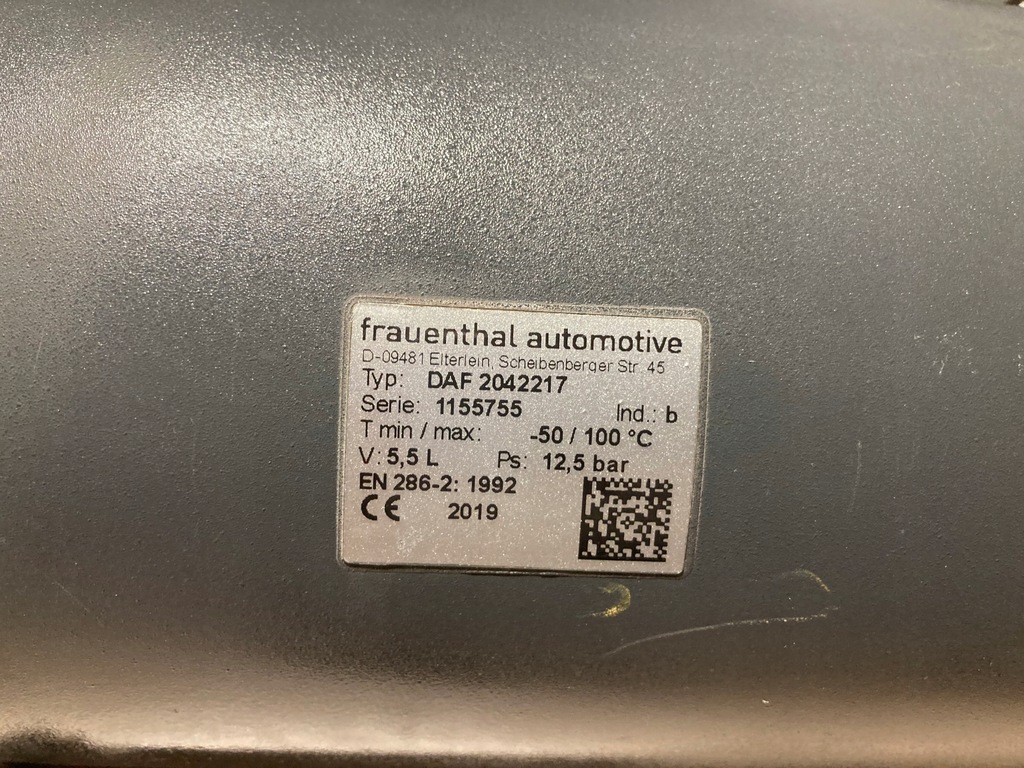 frauenthal automotive
D-09481 Elterlein, Scheibenberger Str. 45
Typ: DAF 2042217
Serie: 1155755 Ind.: b
T min / max: -50 / 100 °C
V: 5,5 L Ps: 12,5 bar
EN 286-2: 1992
CE 2019